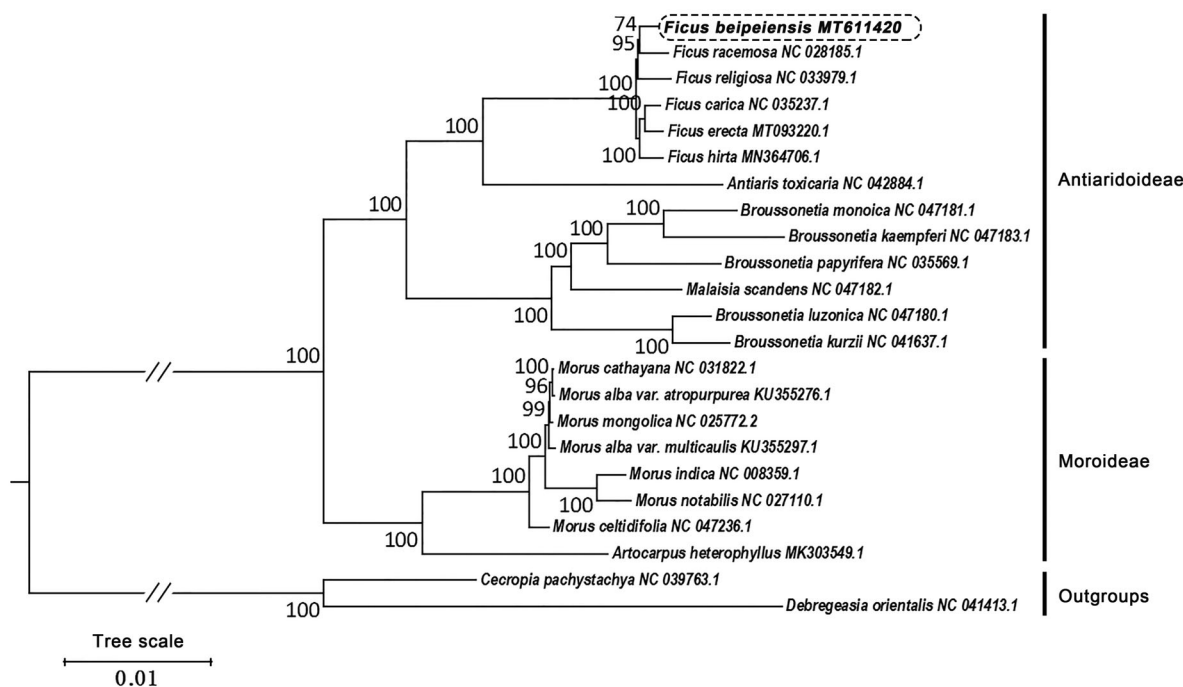 74
Ficus beipeiensis MT611420
95
Ficus racemosa NC 028185.1
100
Ficus religiosa NC 033979.1
100
Ficus carica NC 035237.1
100
Ficus erecta MT093220.1
100
Ficus hirta MN364706.1
Antiaris toxicaria NC 042884.1
Antiaridoideae
100
100
Broussonetia monoica NC 047181.1
100
Broussonetia kaempferi NC 047183.1
100
Broussonetia papyrifera NC 035569.1
Malaisia scandens NC 047182.1
100
Broussonetia luzonica NC 047180.1
100
Broussonetia kurzii NC 041637.1
100
100
Morus cathayana NC 031822.1
96
Morus alba var. atropurpurea KU355276.1
99
Morus mongolica NC 025772.2
100
Morus alba var. multicaulis KU355297.1
Moroideae
100
Morus indica NC 008359.1
100
Morus notabilis NC 027110.1
Morus celtidifolia NC 047236.1
100
Artocarpus heterophyllus MK303549.1
Cecropia pachystachya NC 039763.1
Outgroups
100
Debregeasia orientalis NC 041413.1
Tree scale
0.01